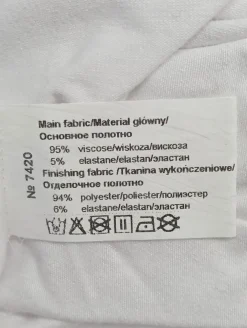 Main fabric/Materiał główny/
Основное полотно
95% viscose/wiskoza/вискоза
5% elastane/elastan/эластан
Finishing fabric /Tkanina wykończeniowe/
Отделочное полотно
94% polyester/poliester/полиэстер
6% elastane/elastan/эластан
№ 7420